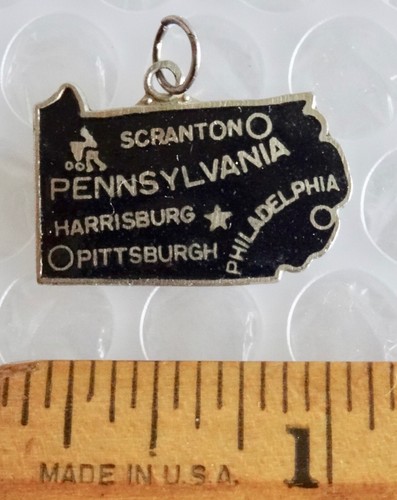 SCRANTON
PENNSYLVANIA
HARRISBURG
PHILADELPHIA
PITTSBURGH
1
MADE IN U.S.A.